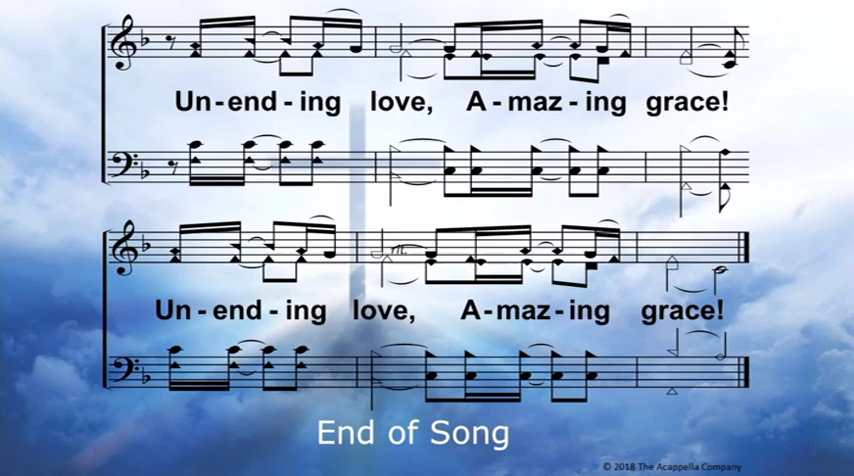 Un-end-ing love, A-maz-ing grace!
rit.
Un-end-ing love, A-maz-ing grace!
End of Song
© 2018 The Acappella Company